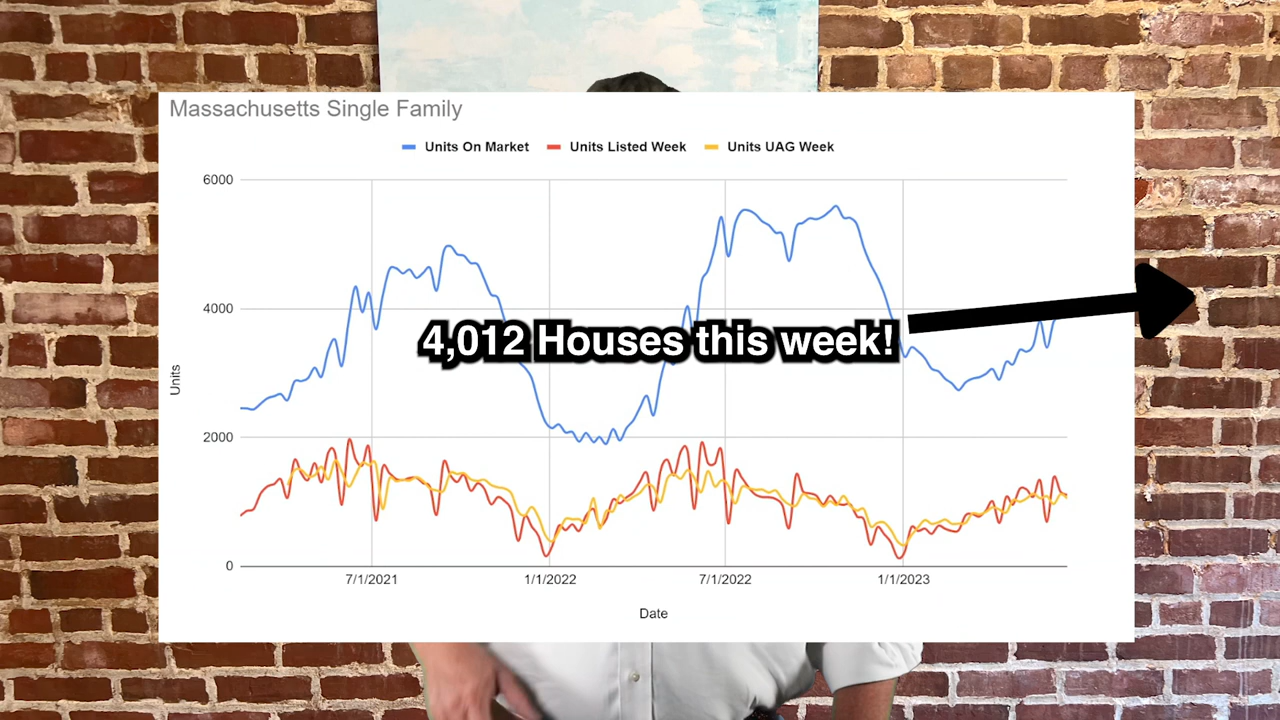 Massachusetts Single Family
Units On Market Units Listed Week Units UAG Week
6000
4000
4,012 Houses this week!
2000
0
Units
7/1/2021 1/1/2022 7/1/2022 1/1/2023
Date